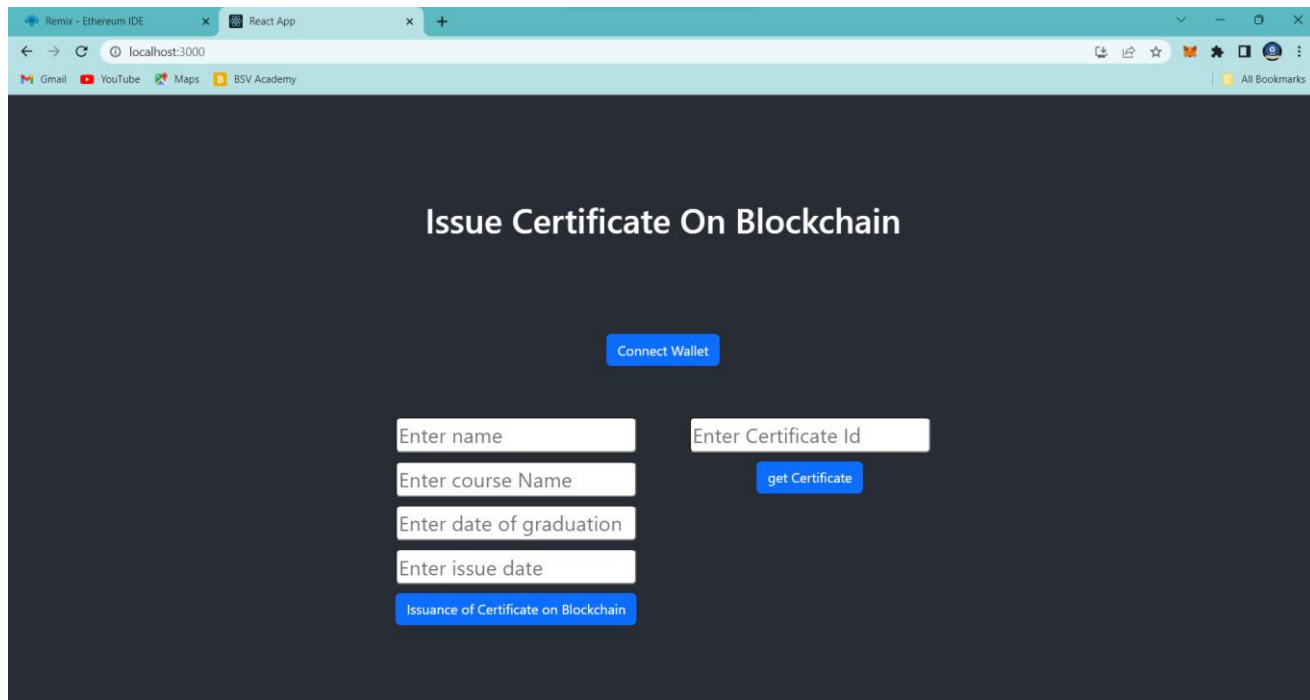 Remix - Ethereum IDE
React App
localhost:3000
Gmail
YouTube
Maps
BSV Academy
All Bookmarks
Issue Certificate On Blockchain
Connect Wallet
Enter name
Enter Certificate Id
Enter course Name
get Certificate
Enter date of graduation
Enter issue date
Issuance of Certificate on Blockchain